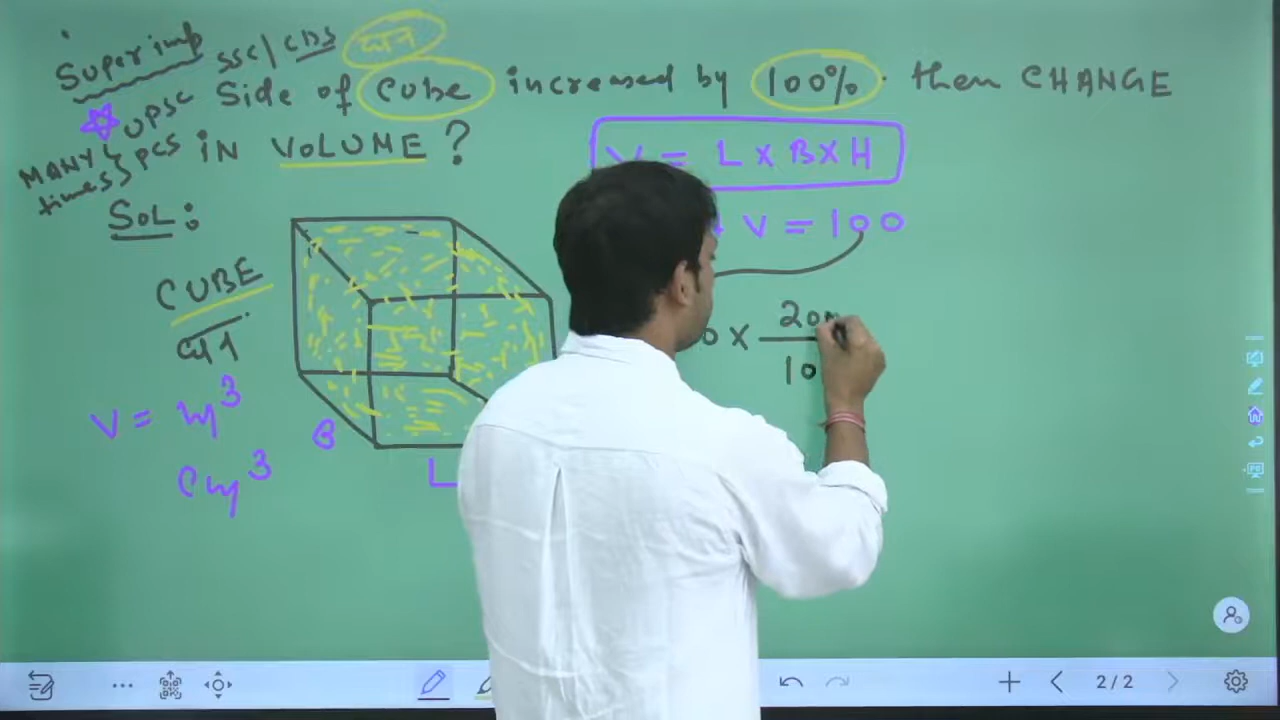 Superimp SSC/CDS घन
UPSC Side of Cube increased by 100%. then CHANGE
MANY PCS IN VOLUME ?
times
V = L X B X H
SOL:
V = 100
CUBE
घन
0 X 200
10
V = m³
B
cm³
L
2/2